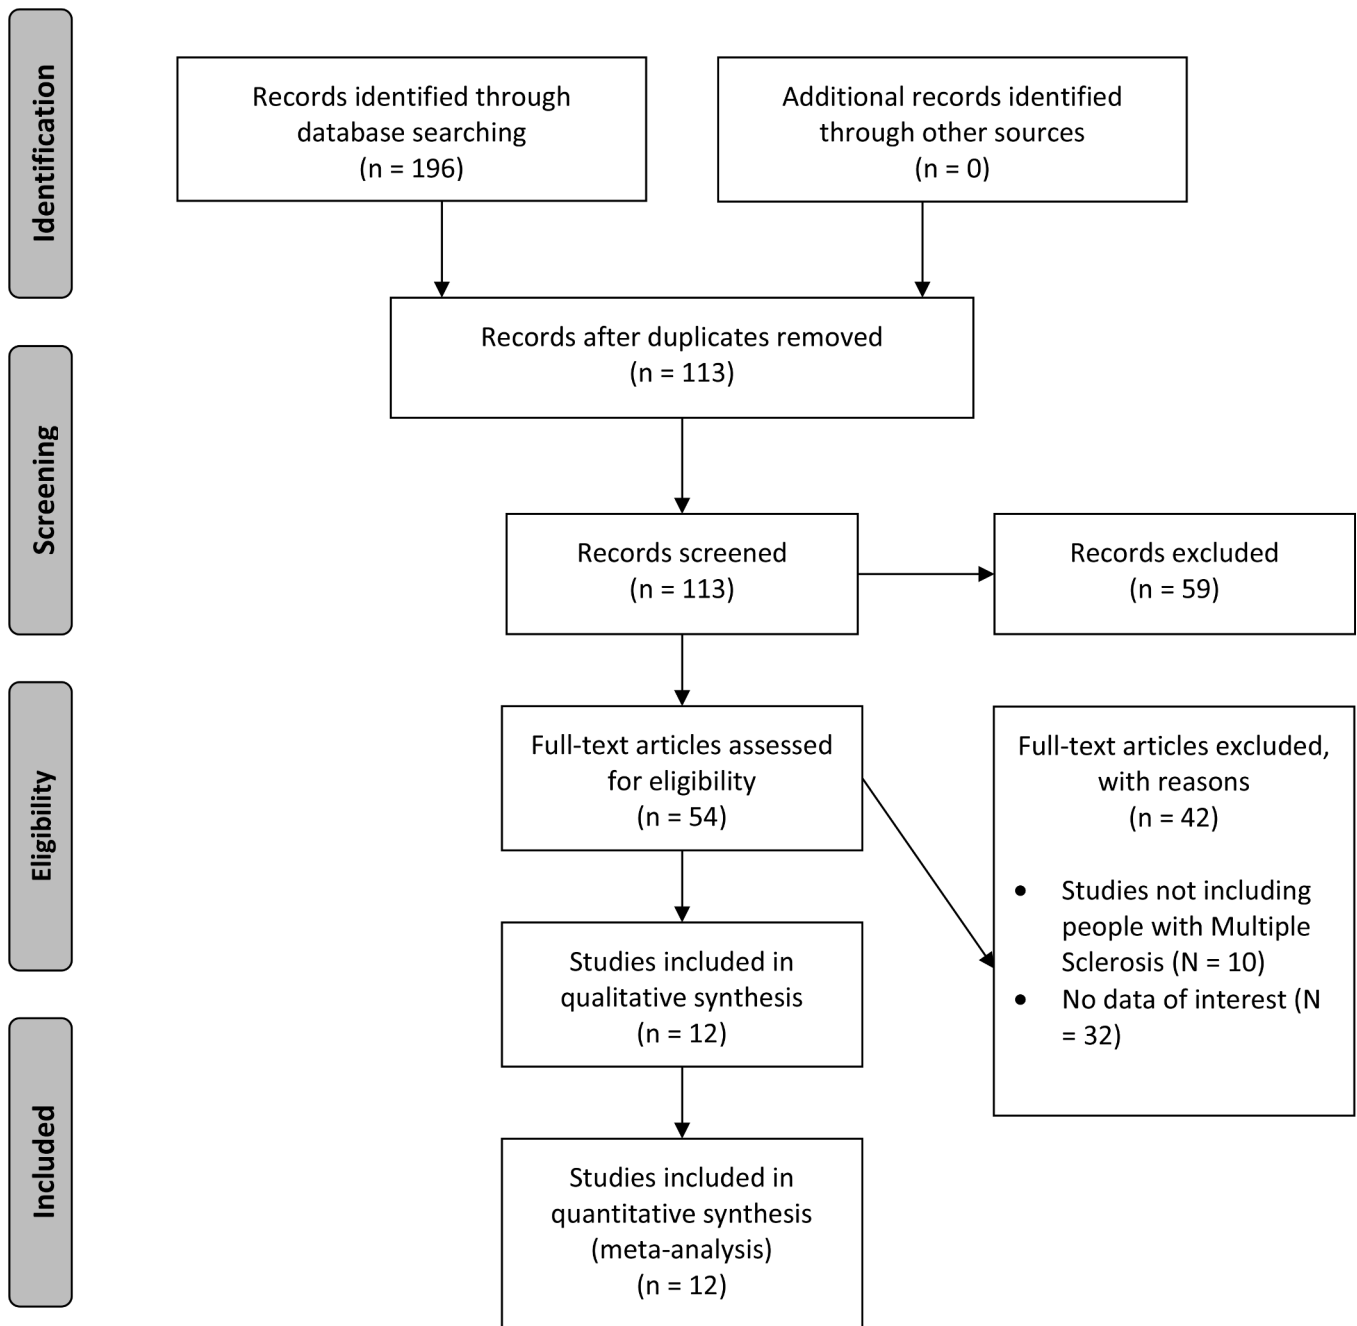 Identification
Records identified through
database searching
(n = 196)
Additional records identified
through other sources
(n = 0)
Records after duplicates removed
(n = 113)
Screening
Records screened
(n = 113)
Records excluded
(n = 59)
Eligibility
Full-text articles assessed
for eligibility
(n = 54)
Full-text articles excluded,
with reasons
(n = 42)
• Studies not including
people with Multiple
Sclerosis (N = 10)
• No data of interest (N
= 32)
Studies included in
qualitative synthesis
(n = 12)
Included
Studies included in
quantitative synthesis
(meta-analysis)
(n = 12)